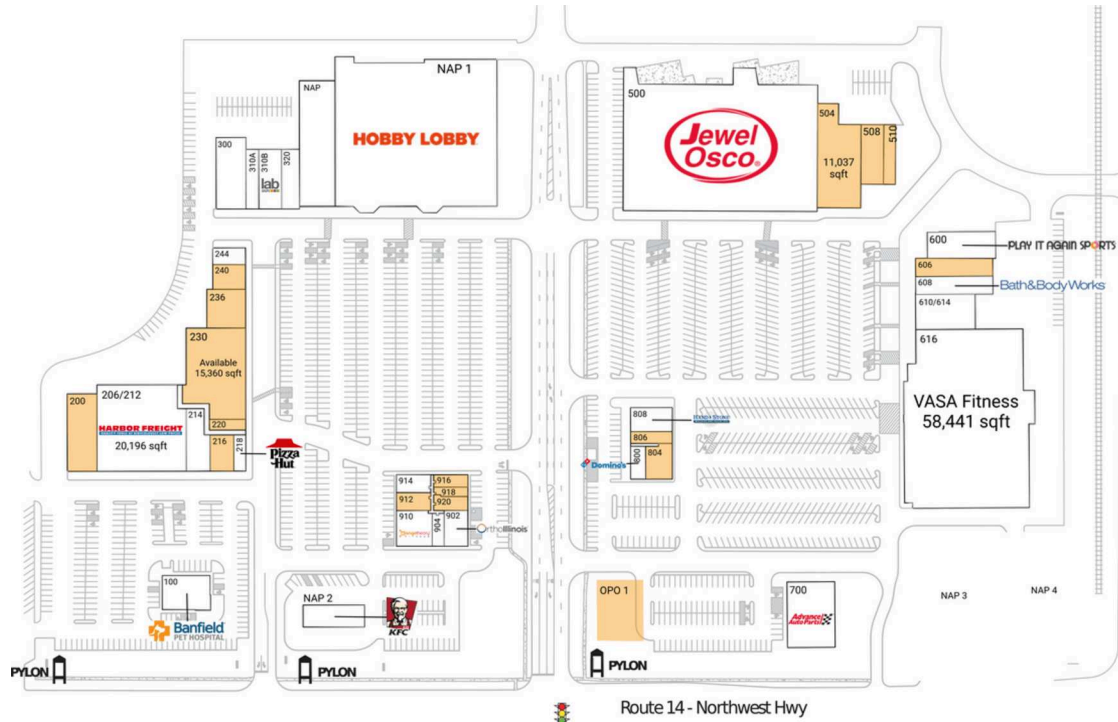 NAP 1
NAP
HOBBY LOBBY
300
310A
310B
320
lab
500
Jewel
Osco®
504
11,037
sqft
508
510
600
PLAY IT AGAIN SPORTS
606
608
Bath&BodyWorks
610/614
616
VASA Fitness
58,441 sqft
244
240
236
230
Available
15,360 sqft
200
206/212
HARBOR FREIGHT
20,196 sqft
214
220
216
218
Pizza
Hut
808
806
800
804
Domino's
914
916
918
912
920
910
904
902
OrthoIllinois
100
Banfield
PET HOSPITAL
NAP 2
KFC
OPO 1
700
Advance
Auto Parts
NAP 3
NAP 4
PYLON
PYLON
PYLON
Route 14 - Northwest Hwy